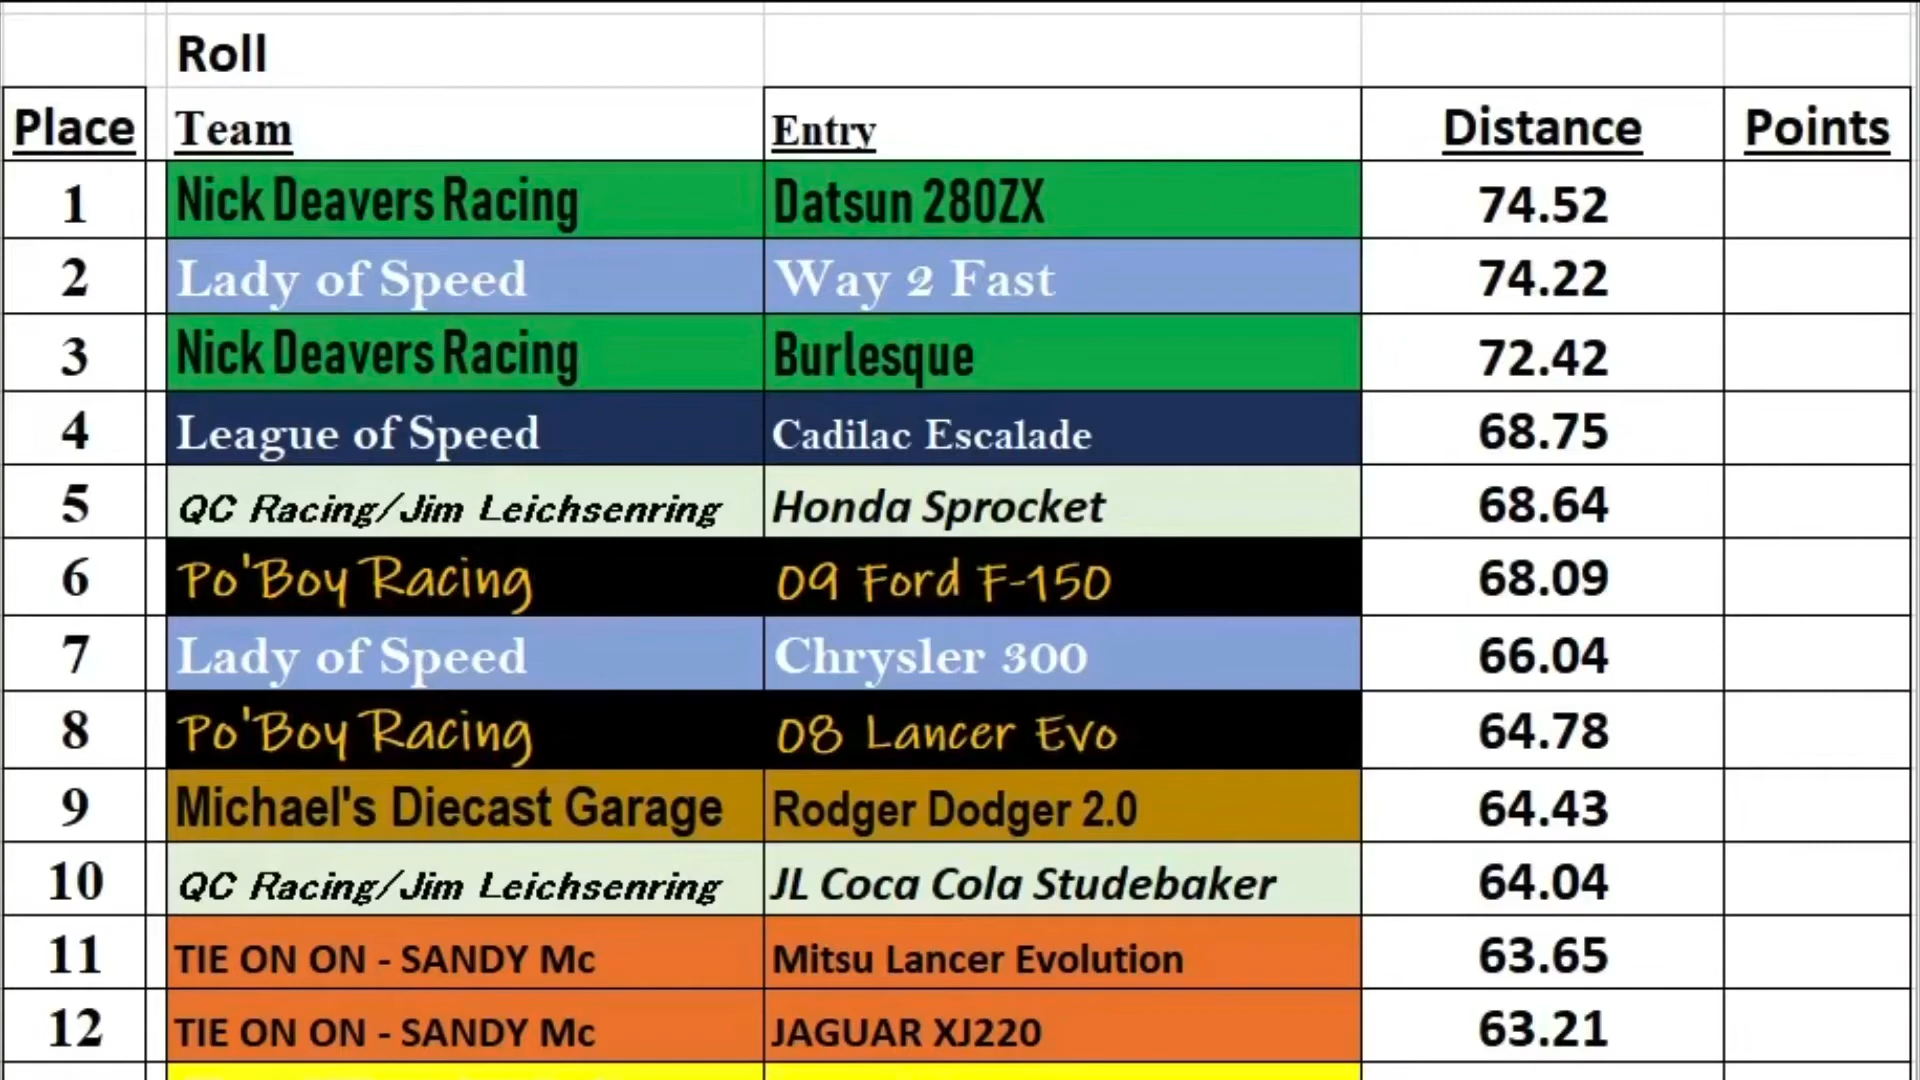 Roll
Place Team Entry Distance Points
1 Nick Deavers Racing Datsun 280ZX 74.52
2 Lady of Speed Way 2 Fast 74.22
3 Nick Deavers Racing Burlesque 72.42
4 League of Speed Cadilac Escalade 68.75
5 QC Racing/Jim Leichsenring Honda Sprocket 68.64
6 Po'Boy Racing 09 Ford F-150 68.09
7 Lady of Speed Chrysler 300 66.04
8 Po'Boy Racing 08 Lancer Evo 64.78
9 Michael's Diecast Garage Rodger Dodger 2.0 64.43
10 QC Racing/Jim Leichsenring JL Coca Cola Studebaker 64.04
11 TIE ON ON - SANDY Mc Mitsu Lancer Evolution 63.65
12 TIE ON ON - SANDY Mc JAGUAR XJ220 63.21